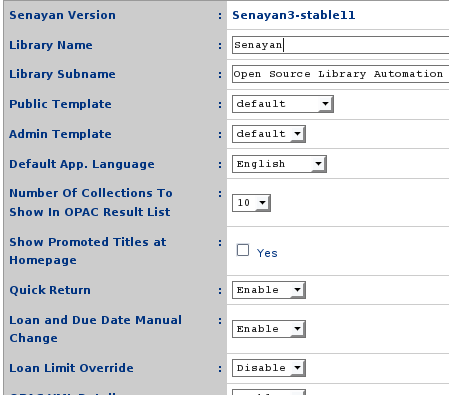 Senayan Version : Senayan3-stable11
Library Name : Senayan
Library Subname : Open Source Library Automation
Public Template : default
Admin Template : default
Default App. Language : English
Number Of Collections To : 10
Show In OPAC Result List
Show Promoted Titles at : Yes
Homepage
Quick Return : Enable
Loan and Due Date Manual : Enable
Change
Loan Limit Override : Disable